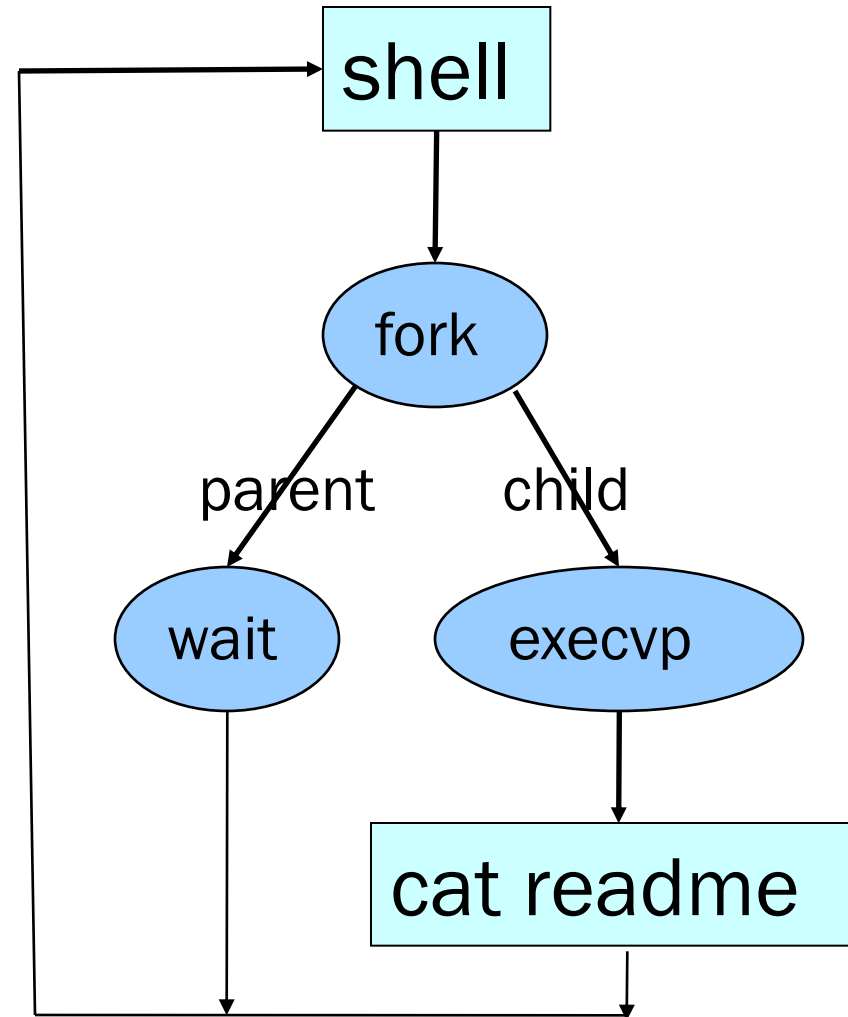 shell
fork
parent
child
wait
execvp
cat readme